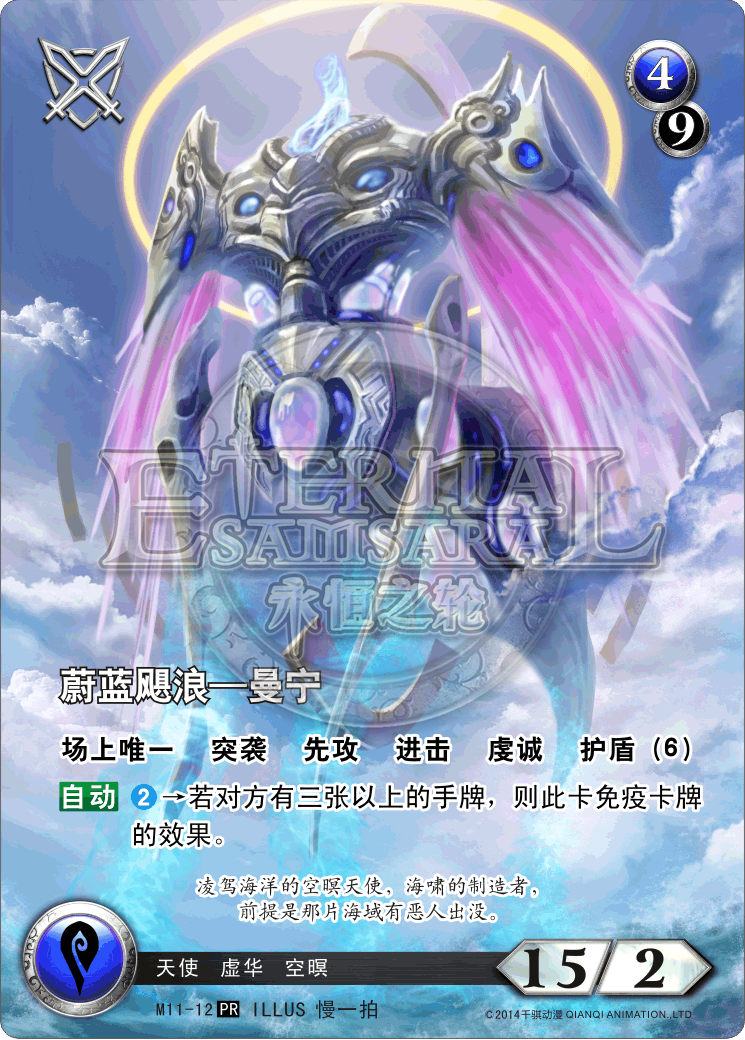 4
9
ETERNAL
SAMSARA
永恒之轮
蔚蓝飓浪—曼宁
场上唯一 突袭 先攻 进击 虔诚 护盾（6）
自动 2→若对方有三张以上的手牌，则此卡免疫卡牌
的效果。
凌驾海洋的空暝天使，海啸的制造者，
前提是那片海域有恶人出没。
天使 虚华 空暝
15/2
M11-12 PR ILLUS 慢一拍
C 2014千骐动漫 QIANQI ANIMATION., LTD